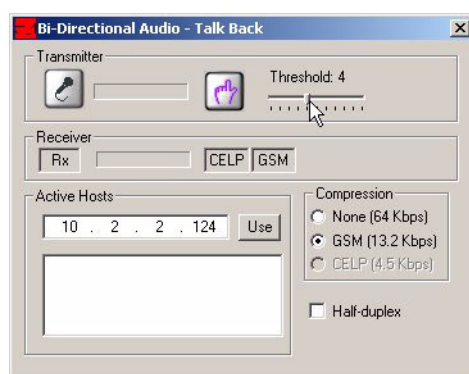 Bi-Directional Audio - Talk Back
Transmitter
Threshold: 4
Receiver
Rx CELP GSM
Active Hosts
10 . 2 . 2 . 124 Use
Compression
None (64 Kbps)
GSM (13.2 Kbps)
CELP (4.5 Kbps)
Half-duplex